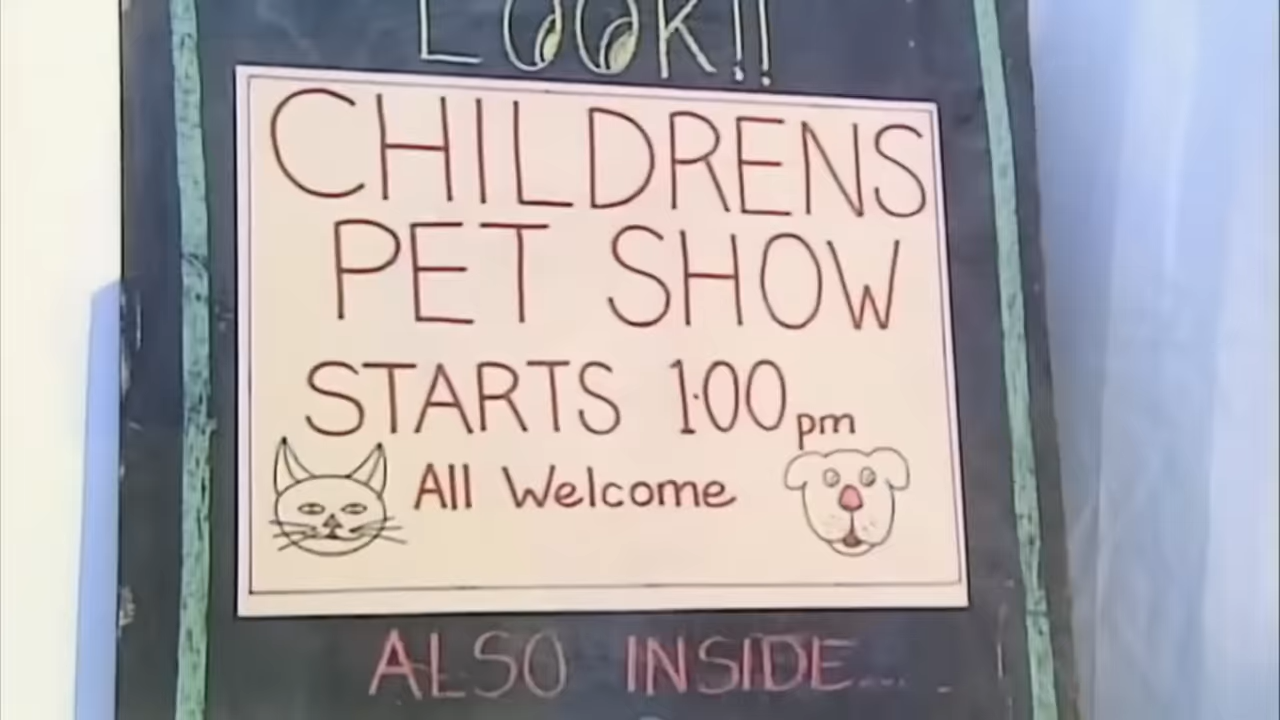 LOOK!!
CHILDRENS
PET SHOW
STARTS 1·00 pm
All Welcome
ALSO INSIDE....